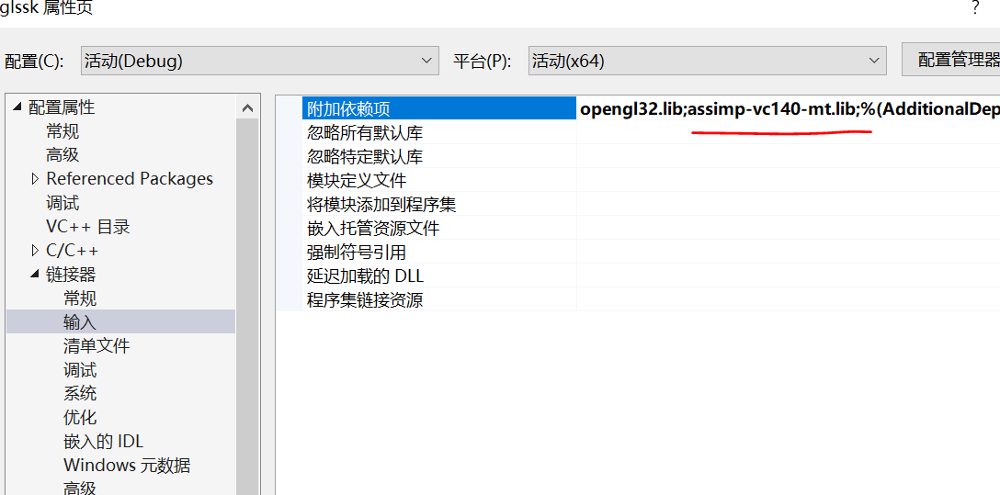 glssk 属性页
?
配置(C):
活动(Debug)
平台(P):
活动(x64)
配置管理器
配置属性
常规
高级
Referenced Packages
调试
VC++ 目录
C/C++
链接器
常规
输入
清单文件
调试
系统
优化
嵌入的 IDL
Windows 元数据
高级
附加依赖项
opengl32.lib;assimp-vc140-mt.lib;%(AdditionalDep
忽略所有默认库
忽略特定默认库
模块定义文件
将模块添加到程序集
嵌入托管资源文件
强制符号引用
延迟加载的 DLL
程序集链接资源